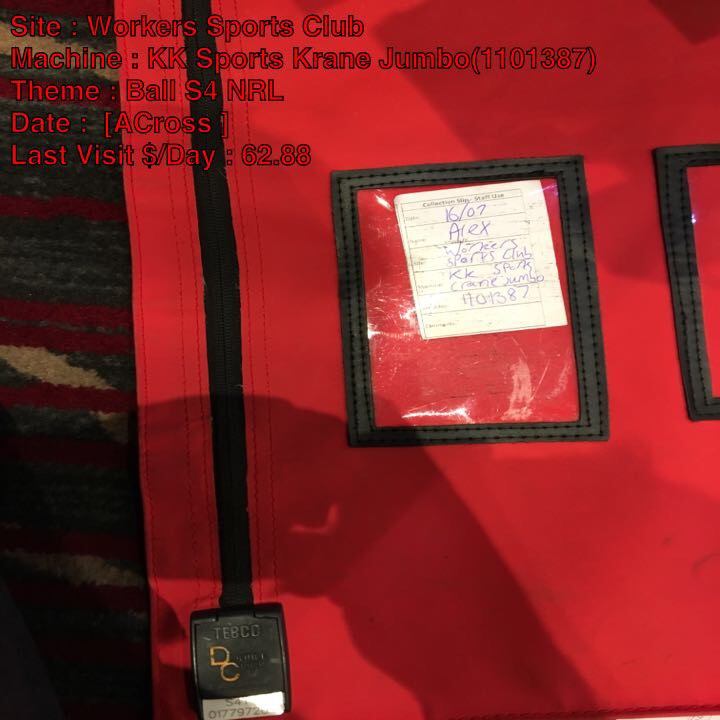 Site : Workers Sports Club
Machine : KK Sports Krane Jumbo(1101387)
Theme : Ball S4 NRL
Date : [ACross ]
Last Visit $/Day : 62.88
Collection Slip - Staff Use
Date: 16/07
Alex
Workers
Sports Club
KK Sports
Crane Jumbo
1101387
Comments:
TEBCO